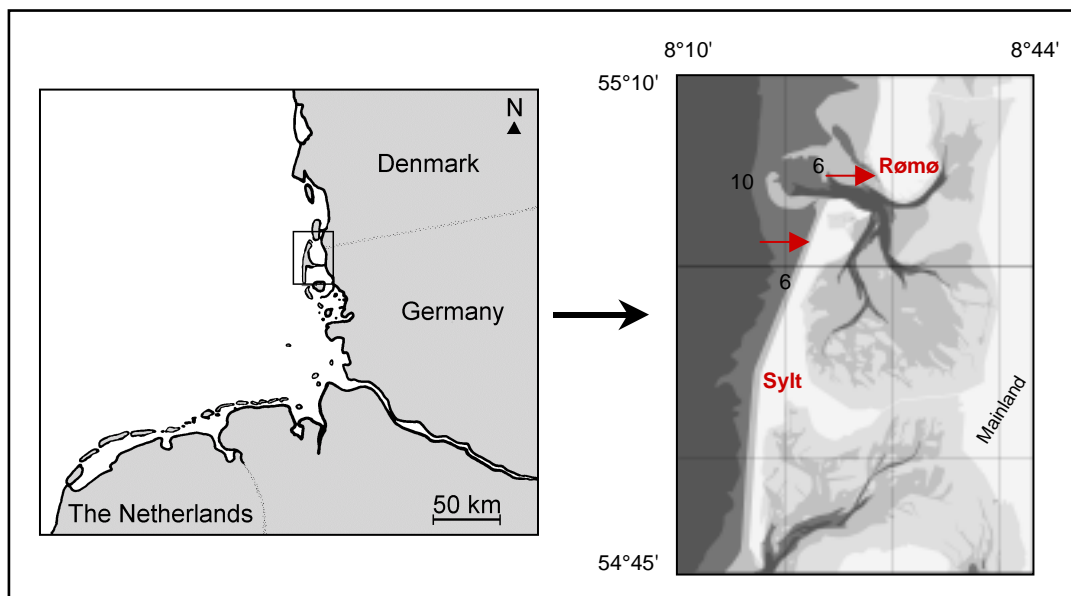 N
Denmark
Germany
The Netherlands
50 km
8°10'
8°44'
55°10'
6
Rømø
10
6
Sylt
Mainland
54°45'